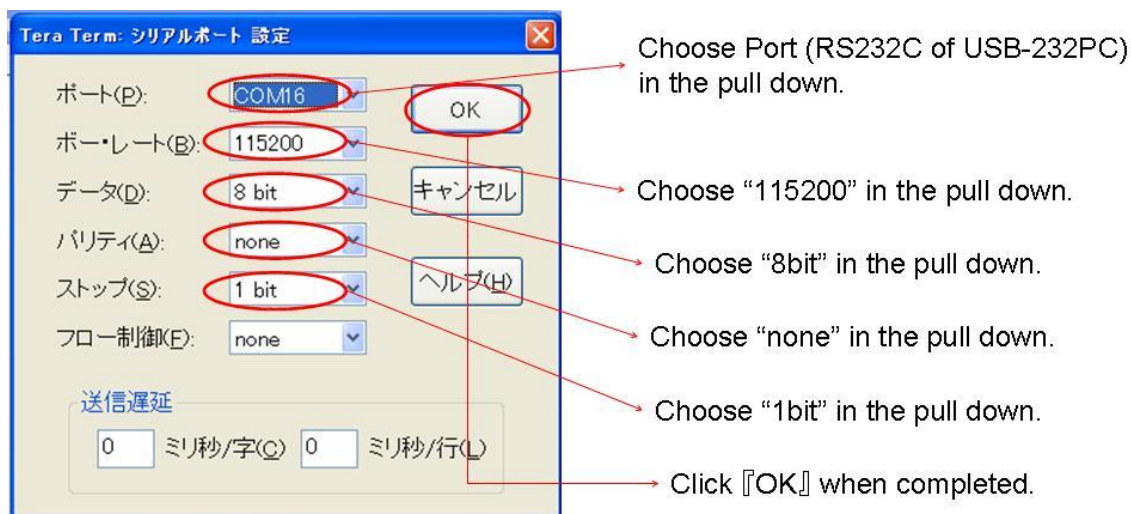 Tera Term: シリアルポート 設定
ポート(P): COM16
OK
ボー・レート(B): 115200
データ(D): 8 bit
キャンセル
パリティ(A): none
ストップ(S): 1 bit
ヘルプ(H)
フロー制御(F): none
送信遅延
0 ミリ秒/字(C) 0 ミリ秒/行(L)
Choose Port (RS232C of USB-232PC)
in the pull down.
Choose “115200” in the pull down.
Choose “8bit” in the pull down.
Choose “none” in the pull down.
Choose “1bit” in the pull down.
Click『OK』when completed.